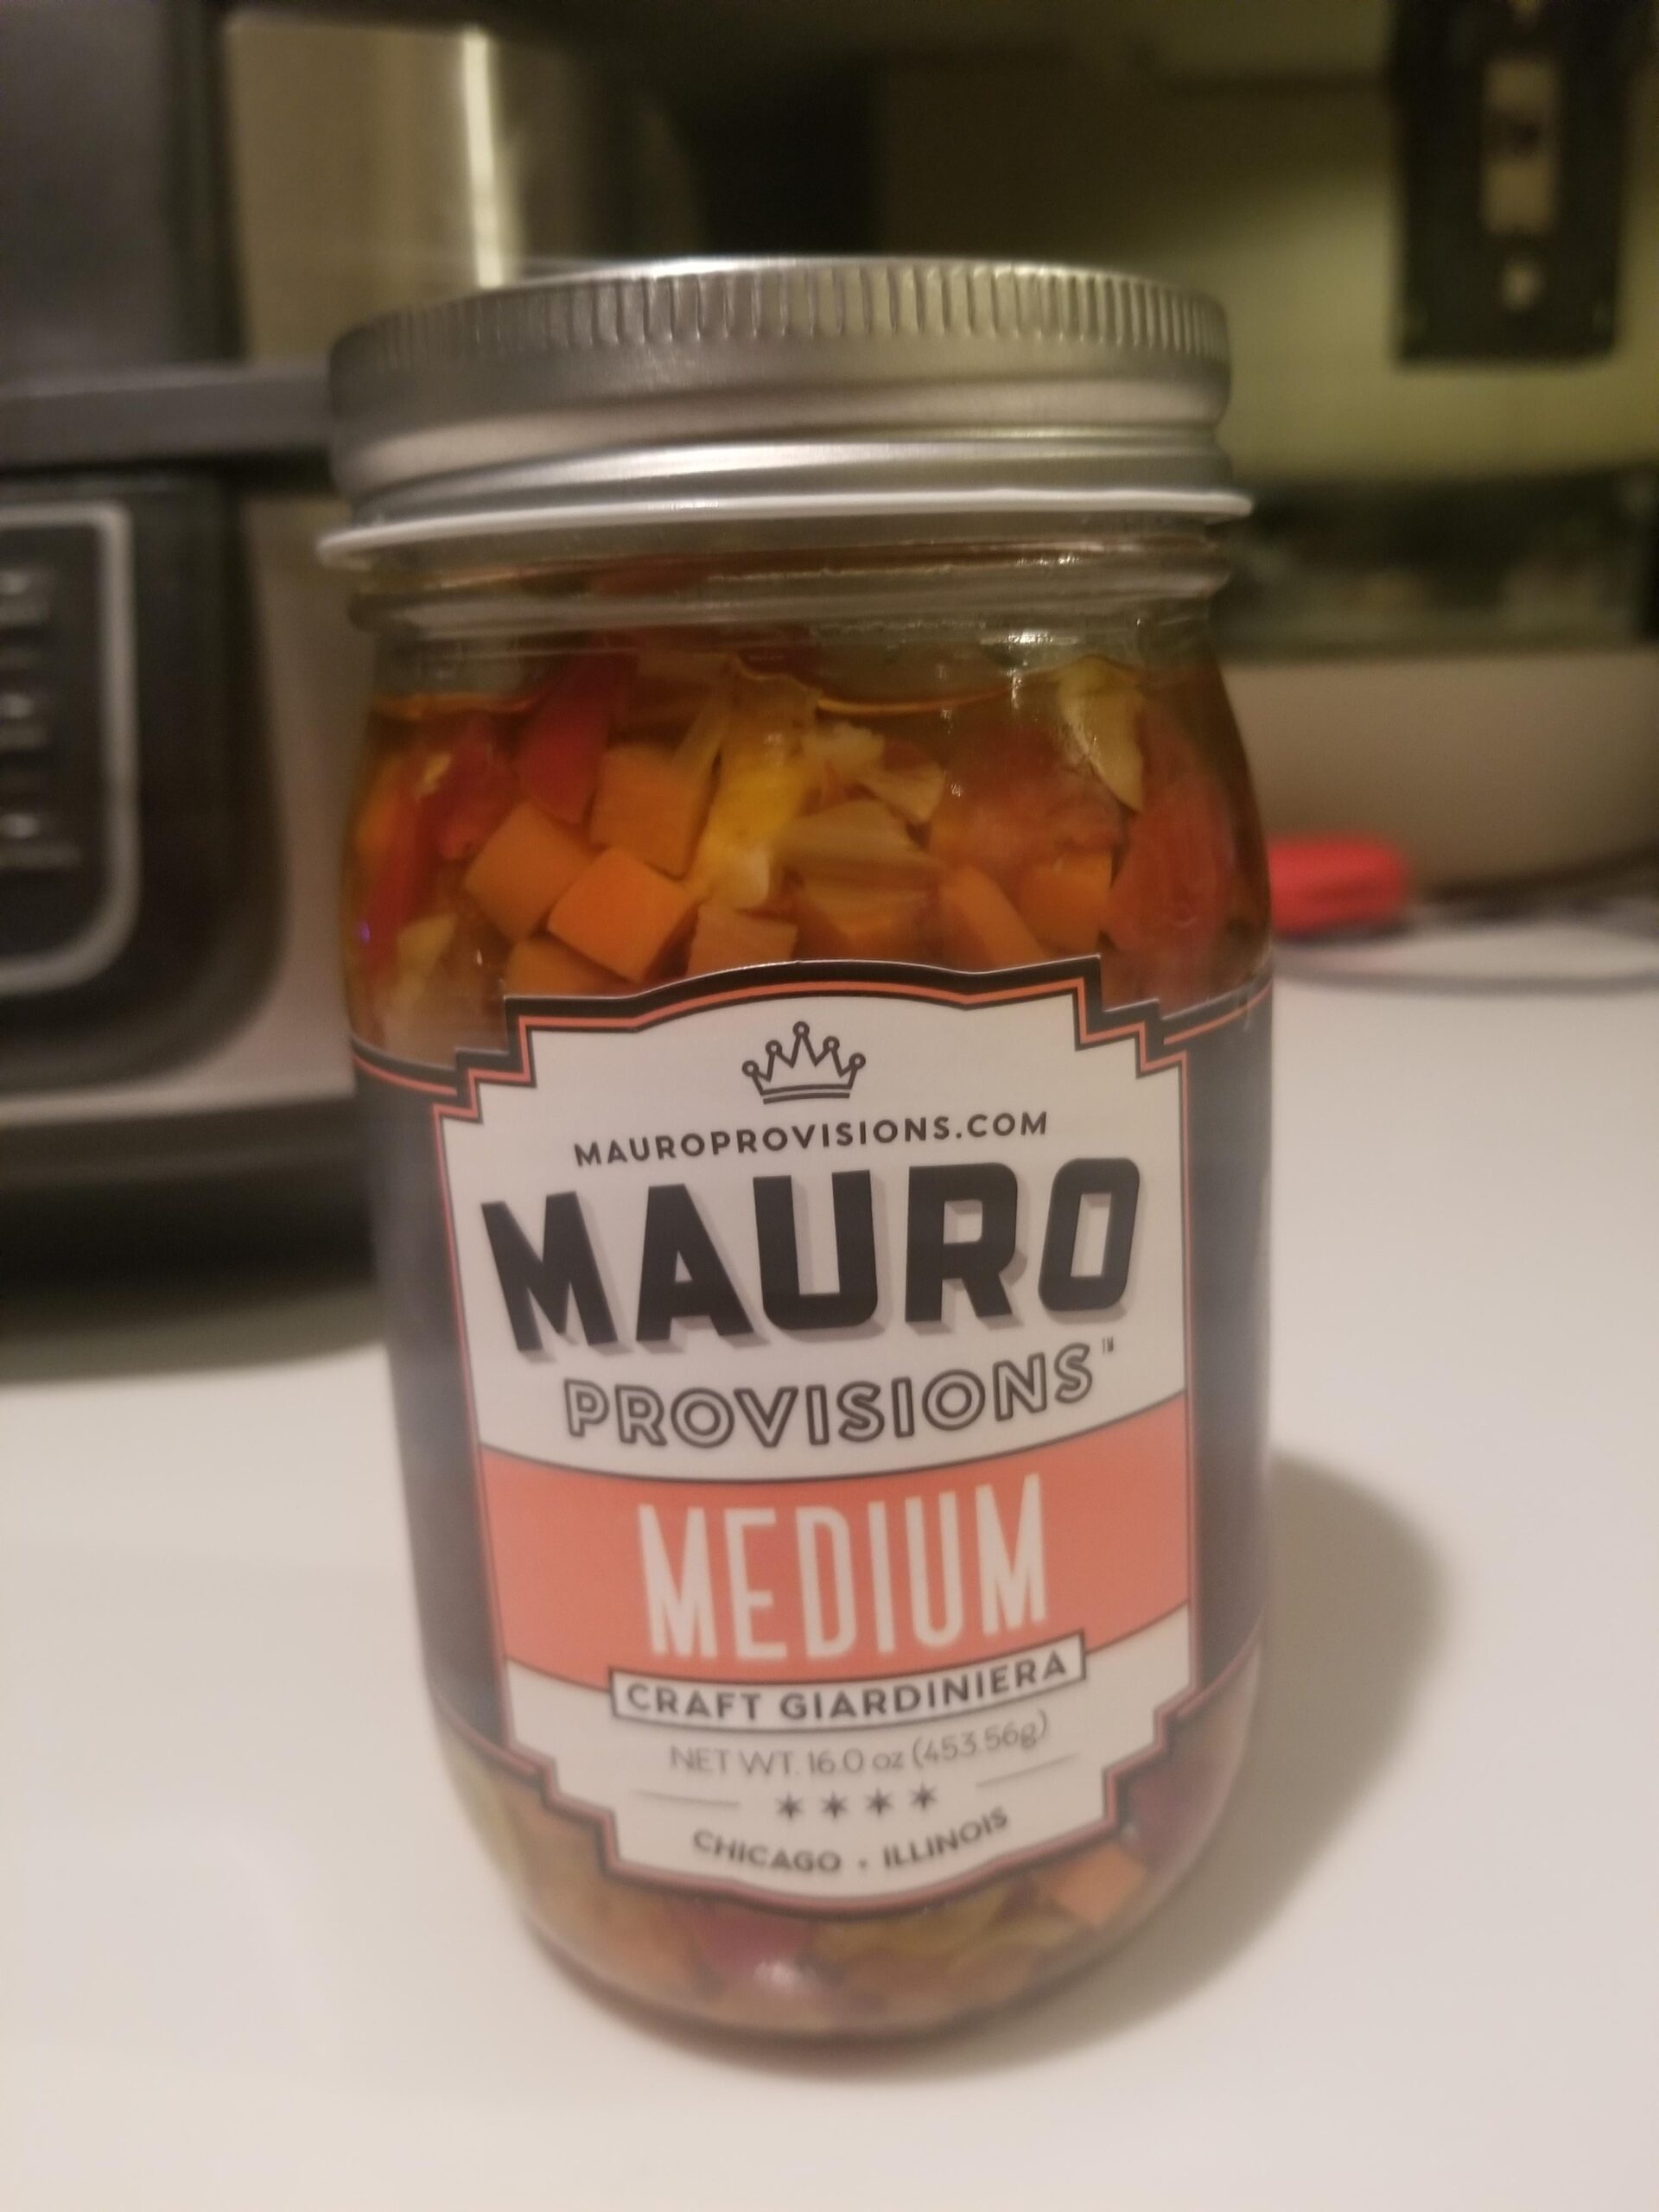 MAUROPROVISIONS.COM
MAURO
PROVISIONS™
MEDIUM
CRAFT GIARDINIERA
NET WT. 16.0 oz (453.56g)
CHICAGO • ILLINOIS